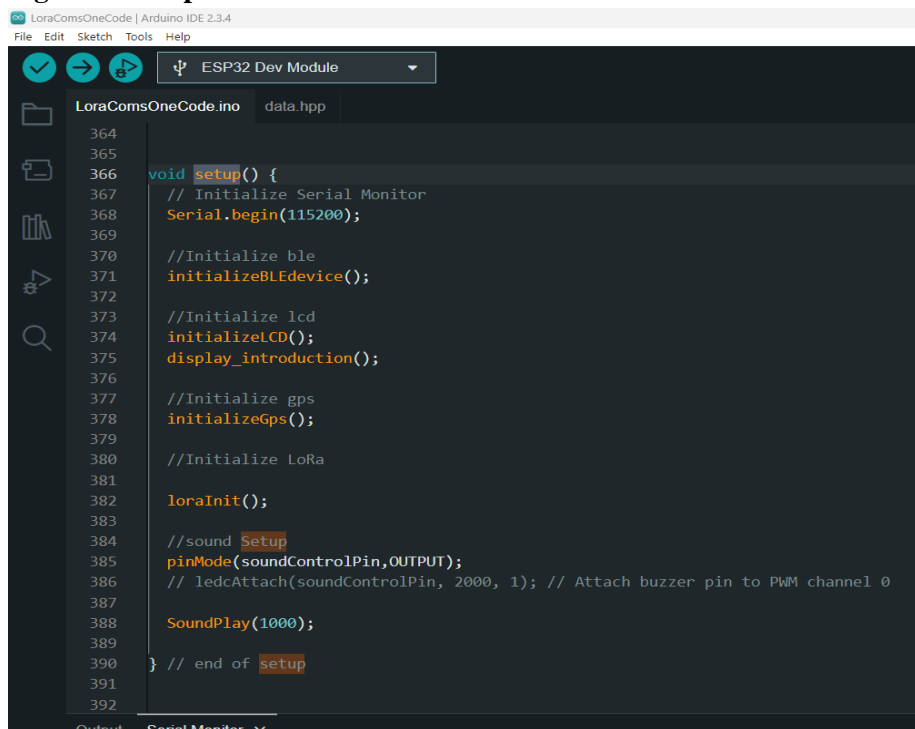 LoraComsOneCode | Arduino IDE 2.3.4
File Edit Sketch Tools Help
ESP32 Dev Module
LoraComsOneCode.ino data.hpp
364
365
366 void setup() {
367 // Initialize Serial Monitor
368 Serial.begin(115200);
369
370 //Initialize ble
371 initializeBLEdevice();
372
373 //Initialize lcd
374 initializeLCD();
375 display_introduction();
376
377 //Initialize gps
378 initializeGps();
379
380 //Initialize LoRa
381
382 loraInit();
383
384 //sound Setup
385 pinMode(soundControlPin,OUTPUT);
386 // ledcAttach(soundControlPin, 2000, 1); // Attach buzzer pin to PWM channel 0
387
388 SoundPlay(1000);
389
390 } // end of setup
391
392
Output Serial Monitor